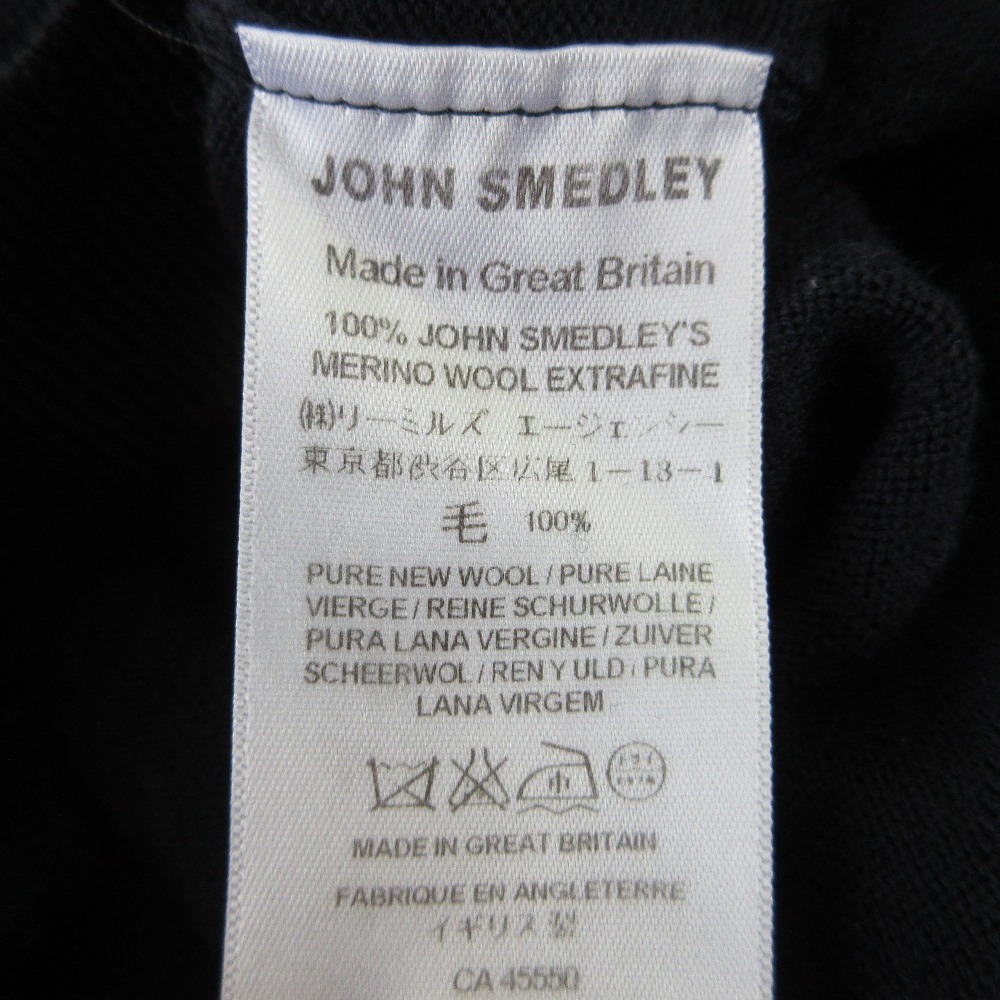 JOHN SMEDLEY
Made in Great Britain
100% JOHN SMEDLEY'S
MERINO WOOL EXTRAFINE
(株)リーミルズ エージェンシー
東京都渋谷区広尾1-13-1
毛 100%
PURE NEW WOOL / PURE LAINE
VIERGE / REINE SCHURWOLLE /
PURA LANA VERGINE / ZUIVER
SCHEERWOL / REN Y ULD / PURA
LANA VIRGEM
中
MADE IN GREAT BRITAIN
FABRIQUE EN ANGLETERRE
イギリス製
CA 45550